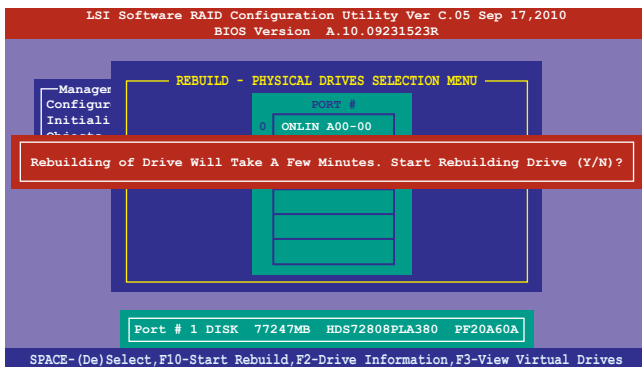 LSI Software RAID Configuration Utility Ver C.05 Sep 17,2010
BIOS Version A.10.09231523R
REBUILD - PHYSICAL DRIVES SELECTION MENU
Managem
Configur
Initiali
Objects
PORT #
0 ONLIN A00-00
Rebuilding of Drive Will Take A Few Minutes. Start Rebuilding Drive (Y/N)?
Port # 1 DISK 77247MB HDS72808PLA380 PF20A60A
SPACE-(De)Select,F10-Start Rebuild,F2-Drive Information,F3-View Virtual Drives